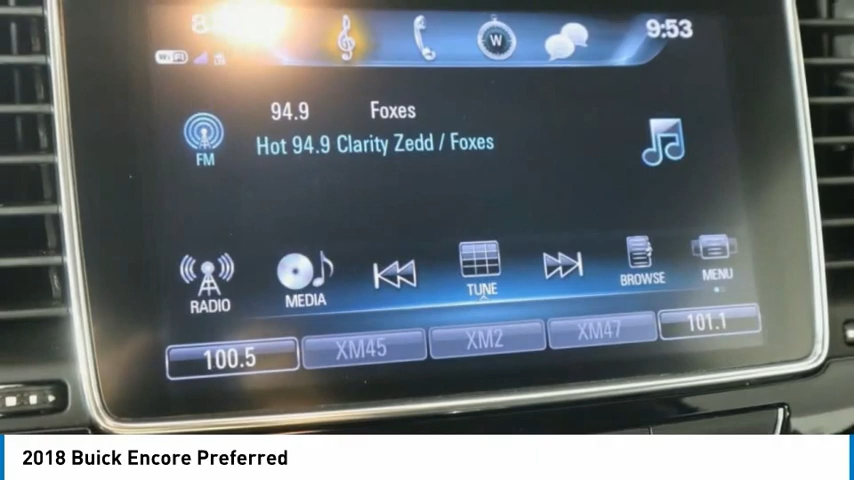 W 9:53
WiFi
94.9 Foxes
FM Hot 94.9 Clarity Zedd / Foxes
RADIO MEDIA TUNE BROWSE MENU
100.5 XM45 XM2 XM47 101.1
2018 Buick Encore Preferred